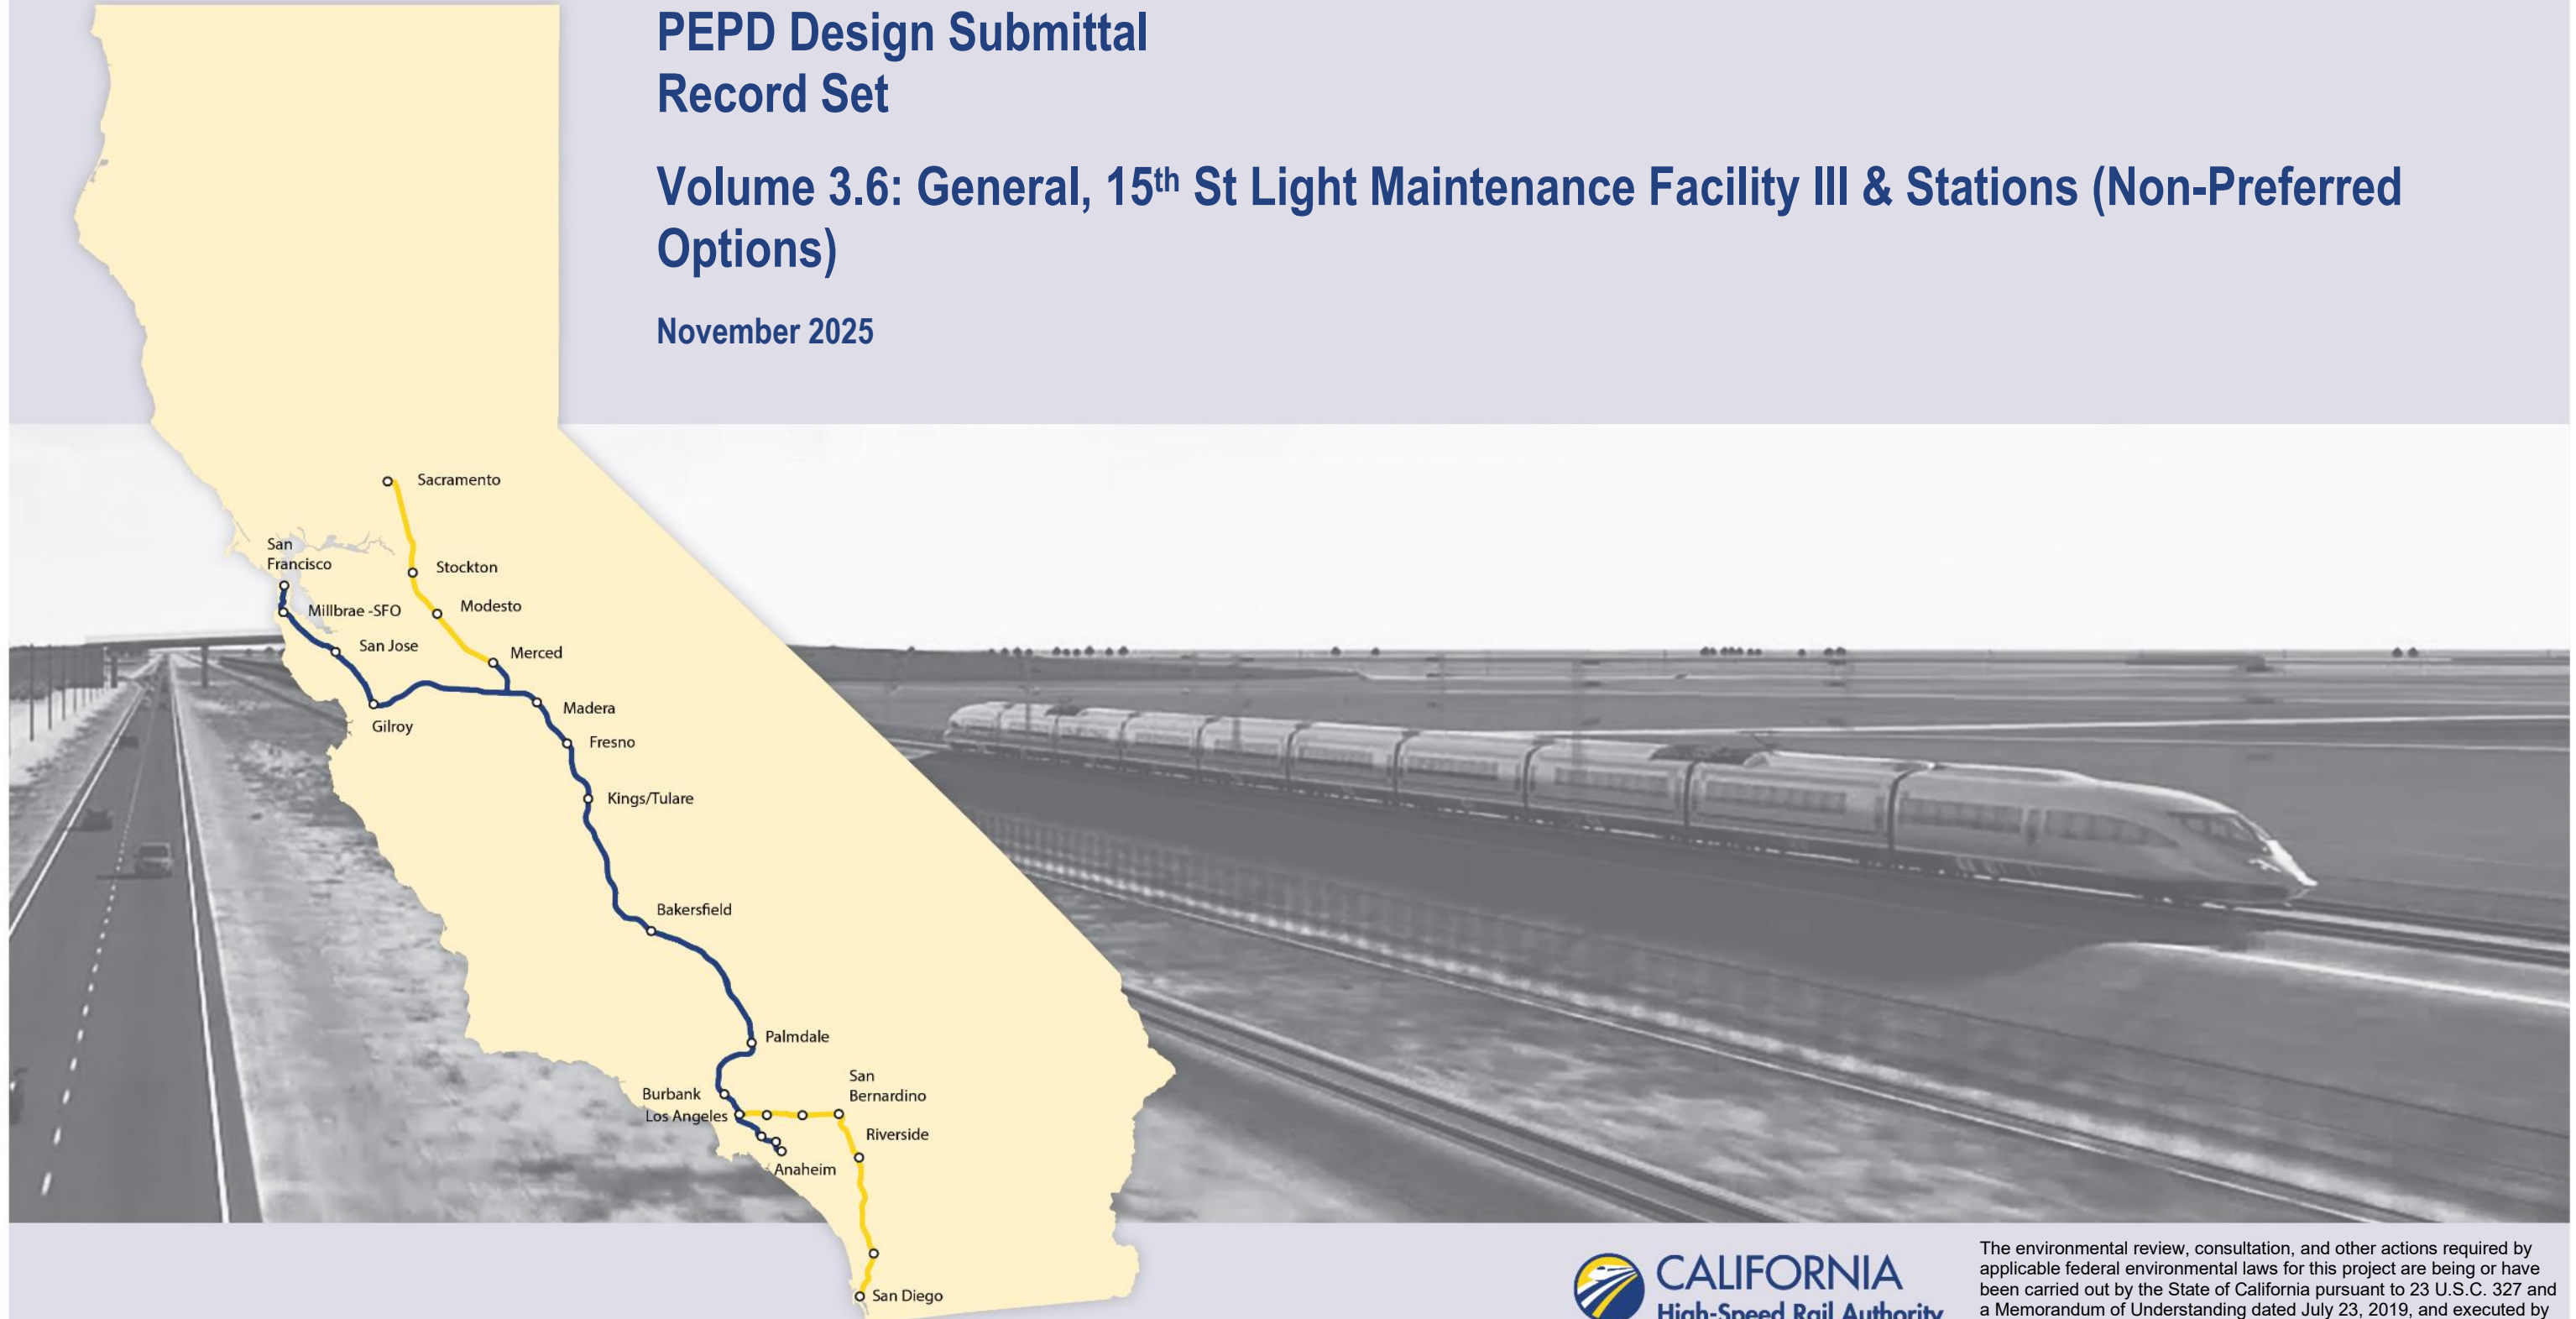 PEPD Design Submittal
Record Set
Volume 3.6: General, 15th St Light Maintenance Facility III & Stations (Non-Preferred
Options)
November 2025
Sacramento
San
Francisco
Stockton
Modesto
Millbrae -SFO
San Jose
Merced
Madera
Gilroy
Fresno
Kings/Tulare
Bakersfield
Palmdale
San
Bernardino
Burbank
Los Angeles
Riverside
Anaheim
San Diego
CALIFORNIA
High-Speed Rail Authority
The environmental review, consultation, and other actions required by
applicable federal environmental laws for this project are being or have
been carried out by the State of California pursuant to 23 U.S.C. 327 and
a Memorandum of Understanding dated July 23, 2019, and executed by